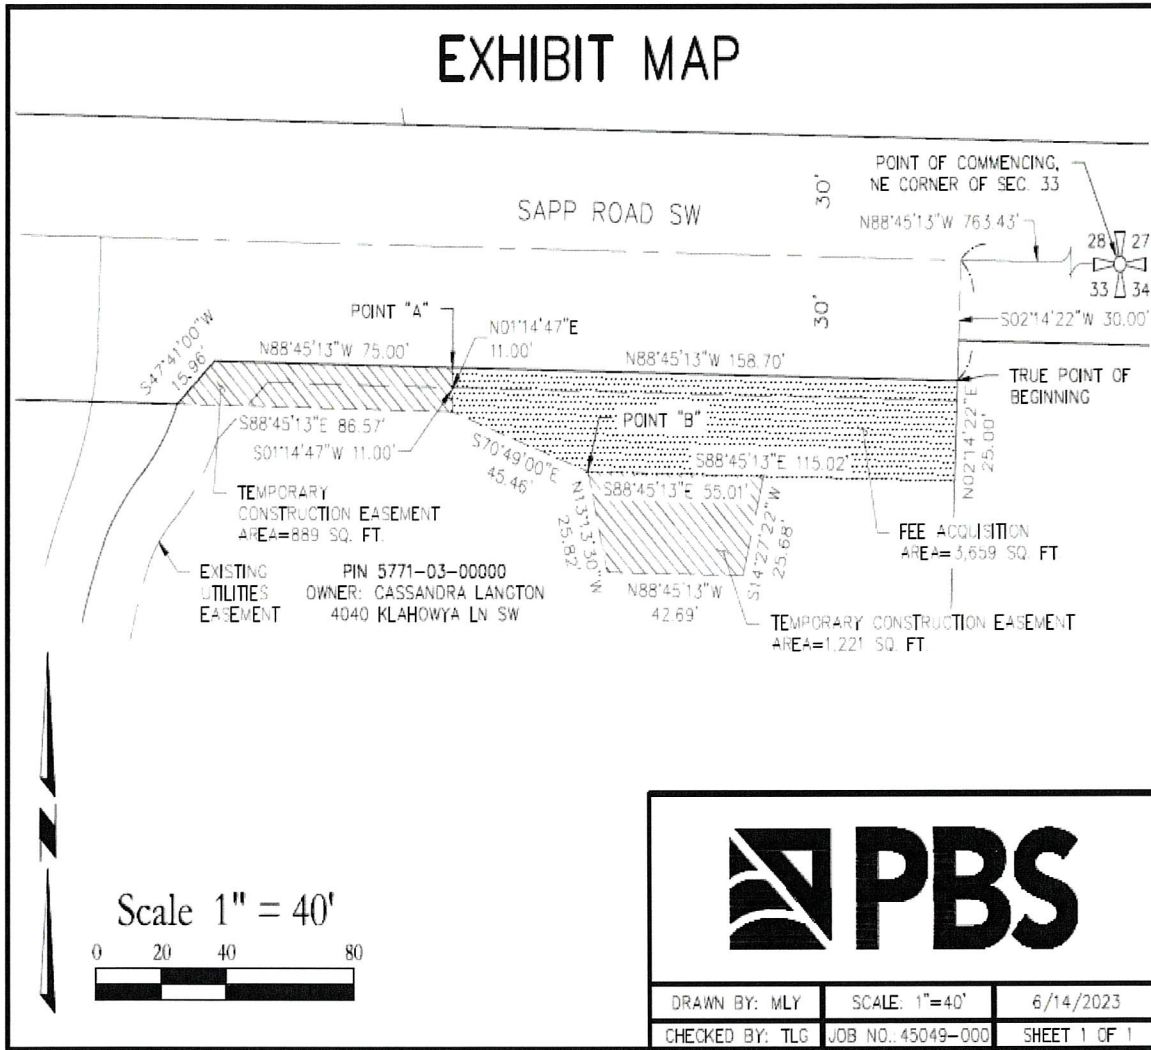 EXHIBIT MAP
POINT OF COMMENCING,
NE CORNER OF SEC. 33
30'
SAPP ROAD SW
N88°45'13"W 763.43'
28 27
33 34
30'
S02°14'22"W 30.00'
POINT "A"
N01°14'47"E
11.00'
S47°41'00"W
15.96'
N88°45'13"W 75.00'
N88°45'13"W 158.70'
TRUE POINT OF
BEGINNING
N02°14'22"E
25.00'
POINT "B"
S88°45'13"E 86.57'
S01°14'47"W 11.00'
S70°49'00"E
45.46'
S88°45'13"E 115.02'
S88°45'13"E 55.01'
TEMPORARY
CONSTRUCTION EASEMENT
AREA=889 SQ. FT.
N13°13'30"W
25.82'
S14°27'22"W
25.68'
FEE ACQUISITION
AREA=3,659 SQ. FT
EXISTING
UTILITIES
EASEMENT
PIN 5771-03-00000
OWNER: CASSANDRA LANGTON
4040 KLAHOWYA LN SW
N88°45'13"W
42.69'
TEMPORARY CONSTRUCTION EASEMENT
AREA=1,221 SQ. FT.
N
Scale 1" = 40'
0 20 40 80
PBS
DRAWN BY: MLY SCALE: 1"=40' 6/14/2023
CHECKED BY: TLG JOB NO.: 45049-000 SHEET 1 OF 1